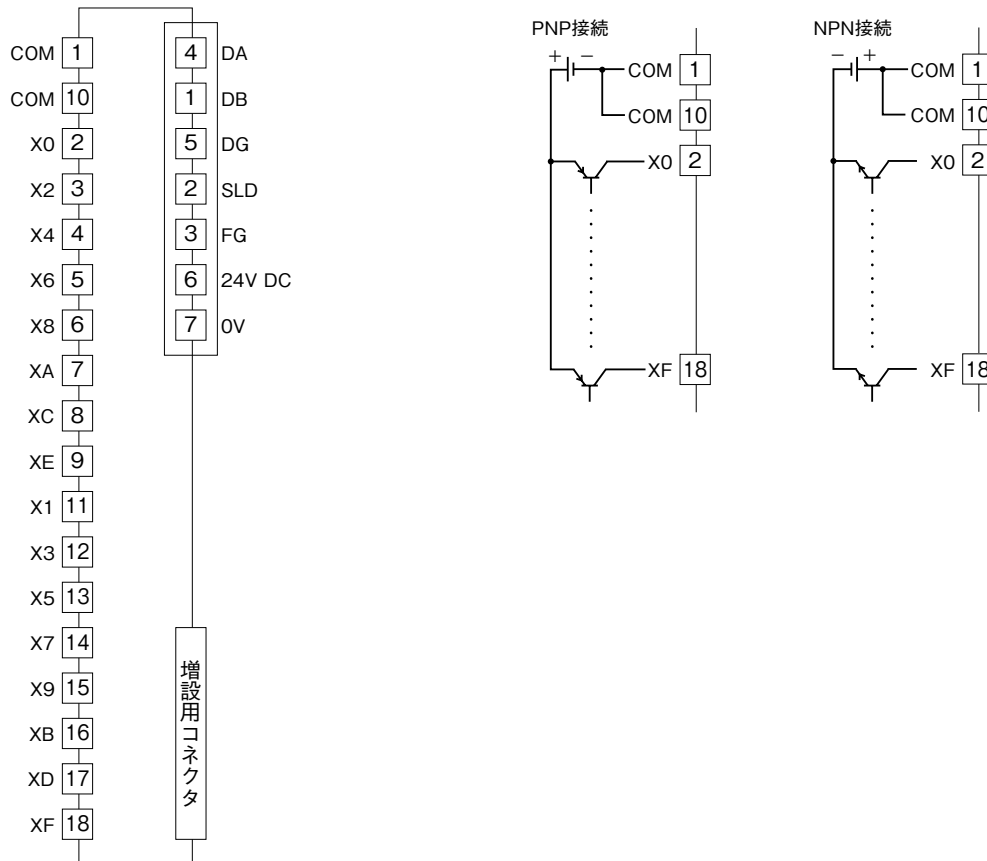 COM 1
COM 10
X0 2
X2 3
X4 4
X6 5
X8 6
XA 7
XC 8
XE 9
X1 11
X3 12
X5 13
X7 14
X9 15
XB 16
XD 17
XF 18
4 DA
1 DB
5 DG
2 SLD
3 FG
6 24V DC
7 0V
増設用コネクタ
PNP接続
+ −
COM 1
COM 10
X0 2
XF 18
NPN接続
− +
COM 1
COM 10
X0 2
XF 18